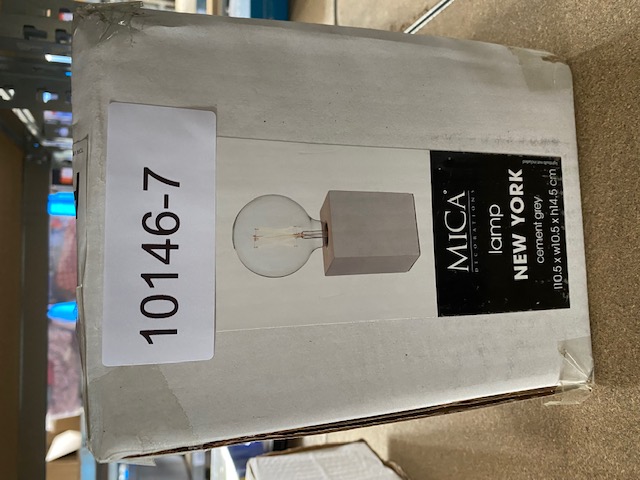 10146-7
MICA®
DECORATIONS
lamp
NEW YORK
cement grey
l10.5 x w10.5 x h14.5 cm